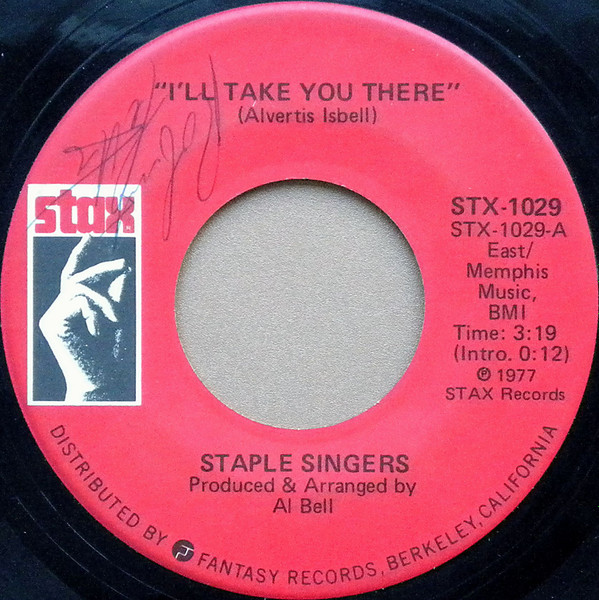 "I'LL TAKE YOU THERE"
(Alvertis Isbell)
stax
STX-1029
STX-1029-A
East/
Memphis
Music,
BMI
Time: 3:19
(Intro. 0:12)
℗ 1977
STAX Records
STAPLE SINGERS
Produced & Arranged by
Al Bell
DISTRIBUTED BY FANTASY RECORDS, BERKELEY, CALIFORNIA